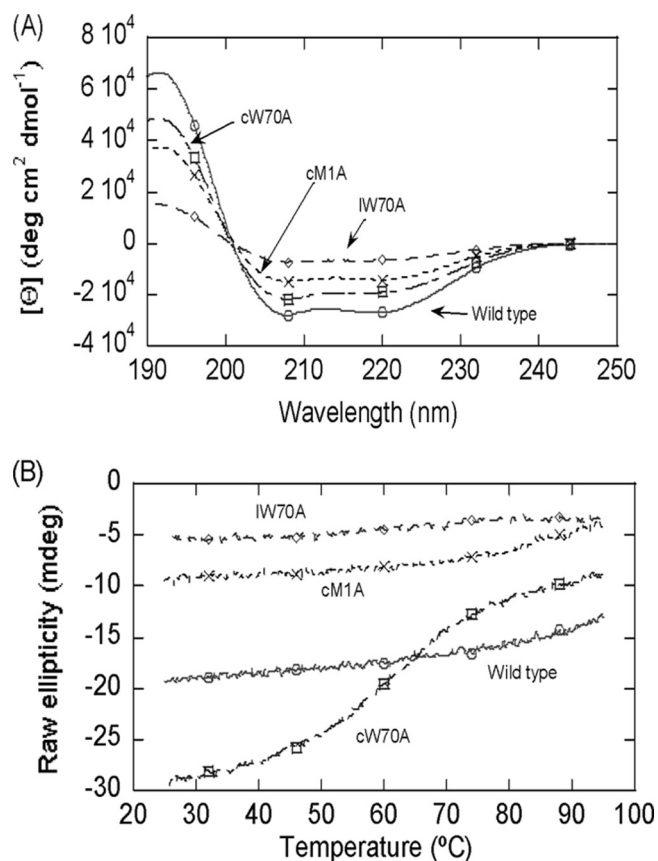 (A)
8 10⁴
6 10⁴
4 10⁴
2 10⁴
0
-2 10⁴
-4 10⁴
[Θ] (deg cm² dmol⁻¹)
cW70A
cM1A
lW70A
Wild type
190 200 210 220 230 240 250
Wavelength (nm)
(B)
0
-5
-10
-15
-20
-25
-30
Raw ellipticity (mdeg)
lW70A
cM1A
Wild type
cW70A
20 30 40 50 60 70 80 90 100
Temperature (ºC)